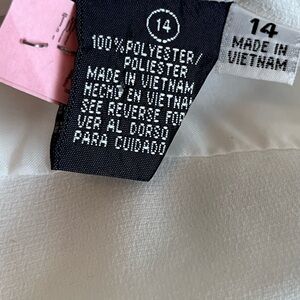 14
100%POLYESTER/
POLIESTER
MADE IN VIETNAM
HECHO EN VIETNAM
SEE REVERSE FOR
VER AL DORSO
PARA CUIDADO
14
MADE IN
VIETNAM